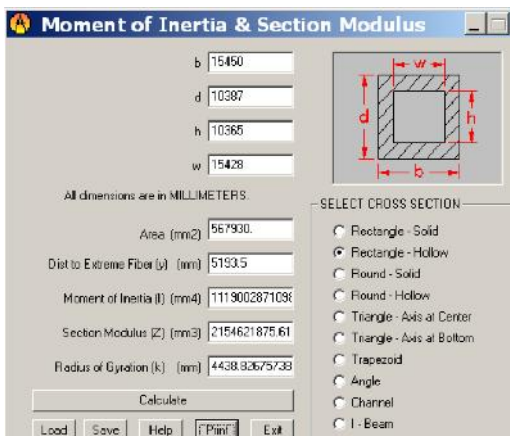 Moment of Inertia & Section Modulus
b 15450
d 10387
h 10365
w 15428
All dimensions are in MILLIMETERS.
Area (mm2) 567930.
Dist to Extreme Fiber (y) (mm) 5193.5
Moment of Inertia (I) (mm4) 1119002871098
Section Modulus (Z) (mm3) 2154621875.61
Radius of Gyration (k) (mm) 4438.82675738
Calculate
Load Save Help Print Exit
w
d h
b
SELECT CROSS SECTION
Rectangle - Solid
Rectangle - Hollow
Round - Solid
Round - Hollow
Triangle - Axis at Center
Triangle - Axis at Bottom
Trapezoid
Angle
Channel
I - Beam